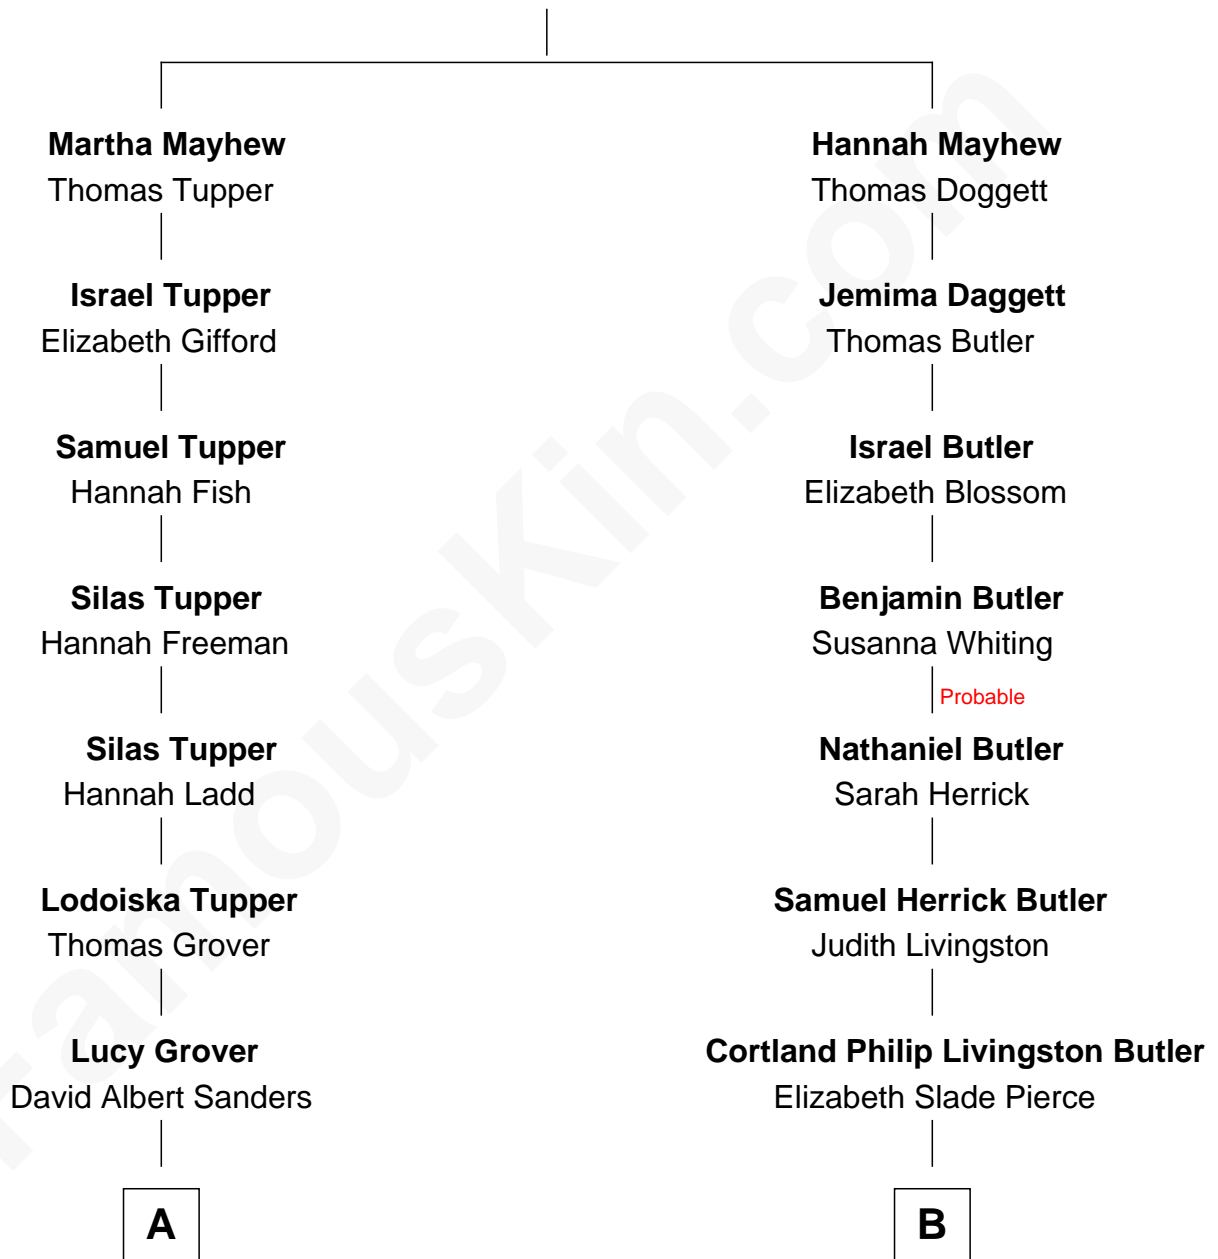 Martha Mayhew
Thomas Tupper
Israel Tupper
Elizabeth Gifford
Samuel Tupper
Hannah Fish
Silas Tupper
Hannah Freeman
Silas Tupper
Hannah Ladd
Lodoiska Tupper
Thomas Grover
Lucy Grover
David Albert Sanders
A
Hannah Mayhew
Thomas Doggett
Jemima Daggett
Thomas Butler
Israel Butler
Elizabeth Blossom
Benjamin Butler
Susanna Whiting
Probable
Nathaniel Butler
Sarah Herrick
Samuel Herrick Butler
Judith Livingston
Cortland Philip Livingston Butler
Elizabeth Slade Pierce
B
FamousKin.com